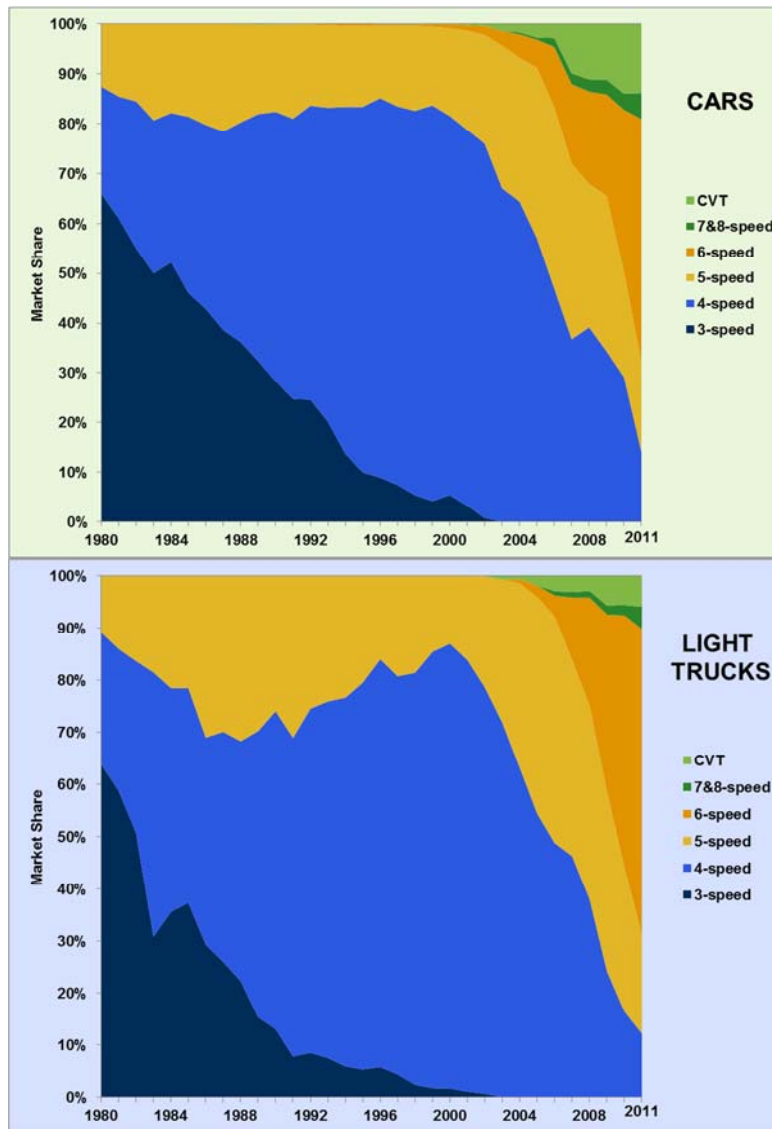 CARS
Market Share
100%
90%
80%
70%
60%
50%
40%
30%
20%
10%
0%
1980 1984 1988 1992 1996 2000 2004 2008 2011
CVT
7&8-speed
6-speed
5-speed
4-speed
3-speed
LIGHT
TRUCKS
Market Share
100%
90%
80%
70%
60%
50%
40%
30%
20%
10%
0%
1980 1984 1988 1992 1996 2000 2004 2008 2011
CVT
7&8-speed
6-speed
5-speed
4-speed
3-speed